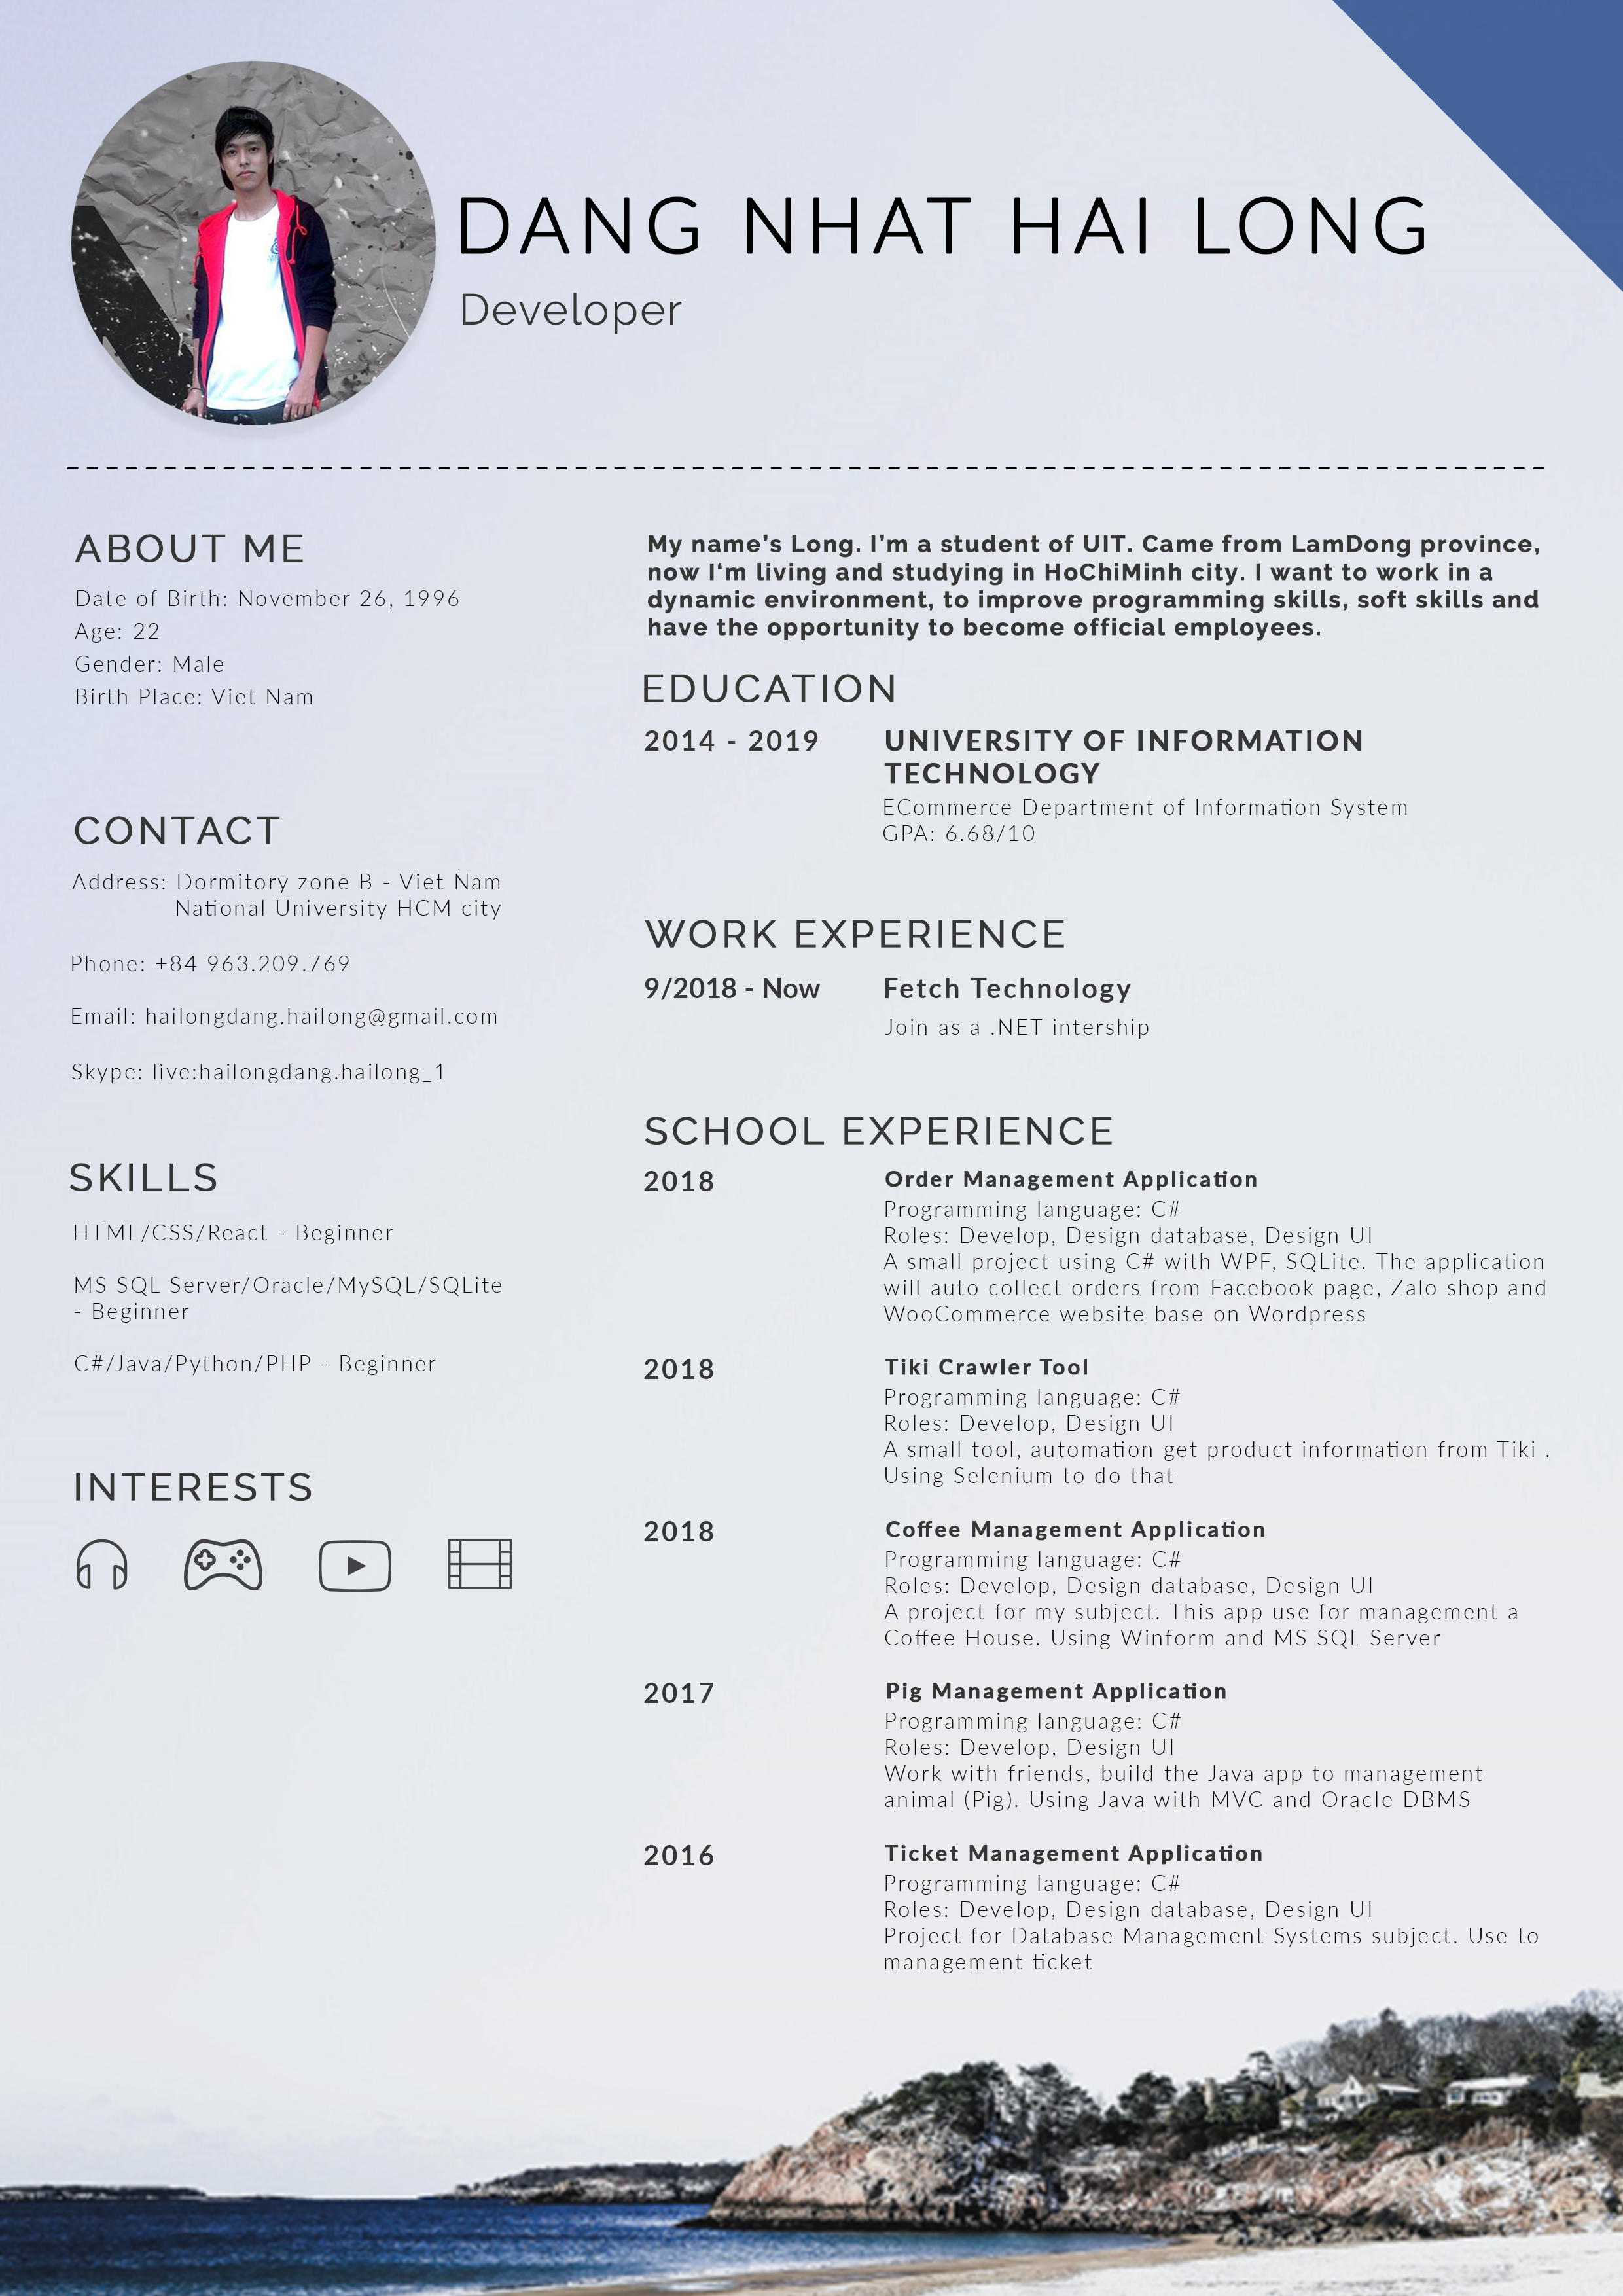 DANG NHAT HAI LONG
Developer
ABOUT ME
Date of Birth: November 26, 1996
Age: 22
Gender: Male
Birth Place: Viet Nam
CONTACT
Address: Dormitory zone B - Viet Nam
National University HCM city
Phone: +84 963.209.769
Email: hailongdang.hailong@gmail.com
Skype: live:hailongdang.hailong_1
SKILLS
HTML/CSS/React - Beginner
MS SQL Server/Oracle/MySQL/SQLite
- Beginner
C#/Java/Python/PHP - Beginner
INTERESTS
My name’s Long. I’m a student of UIT. Came from LamDong province,
now I‘m living and studying in HoChiMinh city. I want to work in a
dynamic environment, to improve programming skills, soft skills and
have the opportunity to become official employees.
EDUCATION
2014 - 2019 UNIVERSITY OF INFORMATION
TECHNOLOGY
ECommerce Department of Information System
GPA: 6.68/10
WORK EXPERIENCE
9/2018 - Now Fetch Technology
Join as a .NET intership
SCHOOL EXPERIENCE
2018 Order Management Application
Programming language: C#
Roles: Develop, Design database, Design UI
A small project using C# with WPF, SQLite. The application
will auto collect orders from Facebook page, Zalo shop and
WooCommerce website base on Wordpress
2018 Tiki Crawler Tool
Programming language: C#
Roles: Develop, Design UI
A small tool, automation get product information from Tiki .
Using Selenium to do that
2018 Coffee Management Application
Programming language: C#
Roles: Develop, Design database, Design UI
A project for my subject. This app use for management a
Coffee House. Using Winform and MS SQL Server
2017 Pig Management Application
Programming language: C#
Roles: Develop, Design UI
Work with friends, build the Java app to management
animal (Pig). Using Java with MVC and Oracle DBMS
2016 Ticket Management Application
Programming language: C#
Roles: Develop, Design database, Design UI
Project for Database Management Systems subject. Use to
management ticket